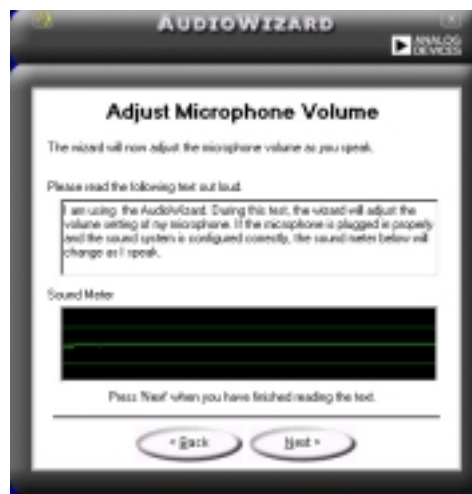 AUDIOWIZARD
ANALOG
DEVICES
Adjust Microphone Volume
The wizard will now adjust the microphone volume as you speak.
Please read the following text out loud.
I am using the AudioWizard. During this test, the wizard will adjust the
volume setting of my microphone. If the microphone is plugged in properly
and the sound system is configured correctly, the sound meter below will
change as I speak.
Sound Meter
Press 'Next' when you have finished reading the text.
< Back
Next >